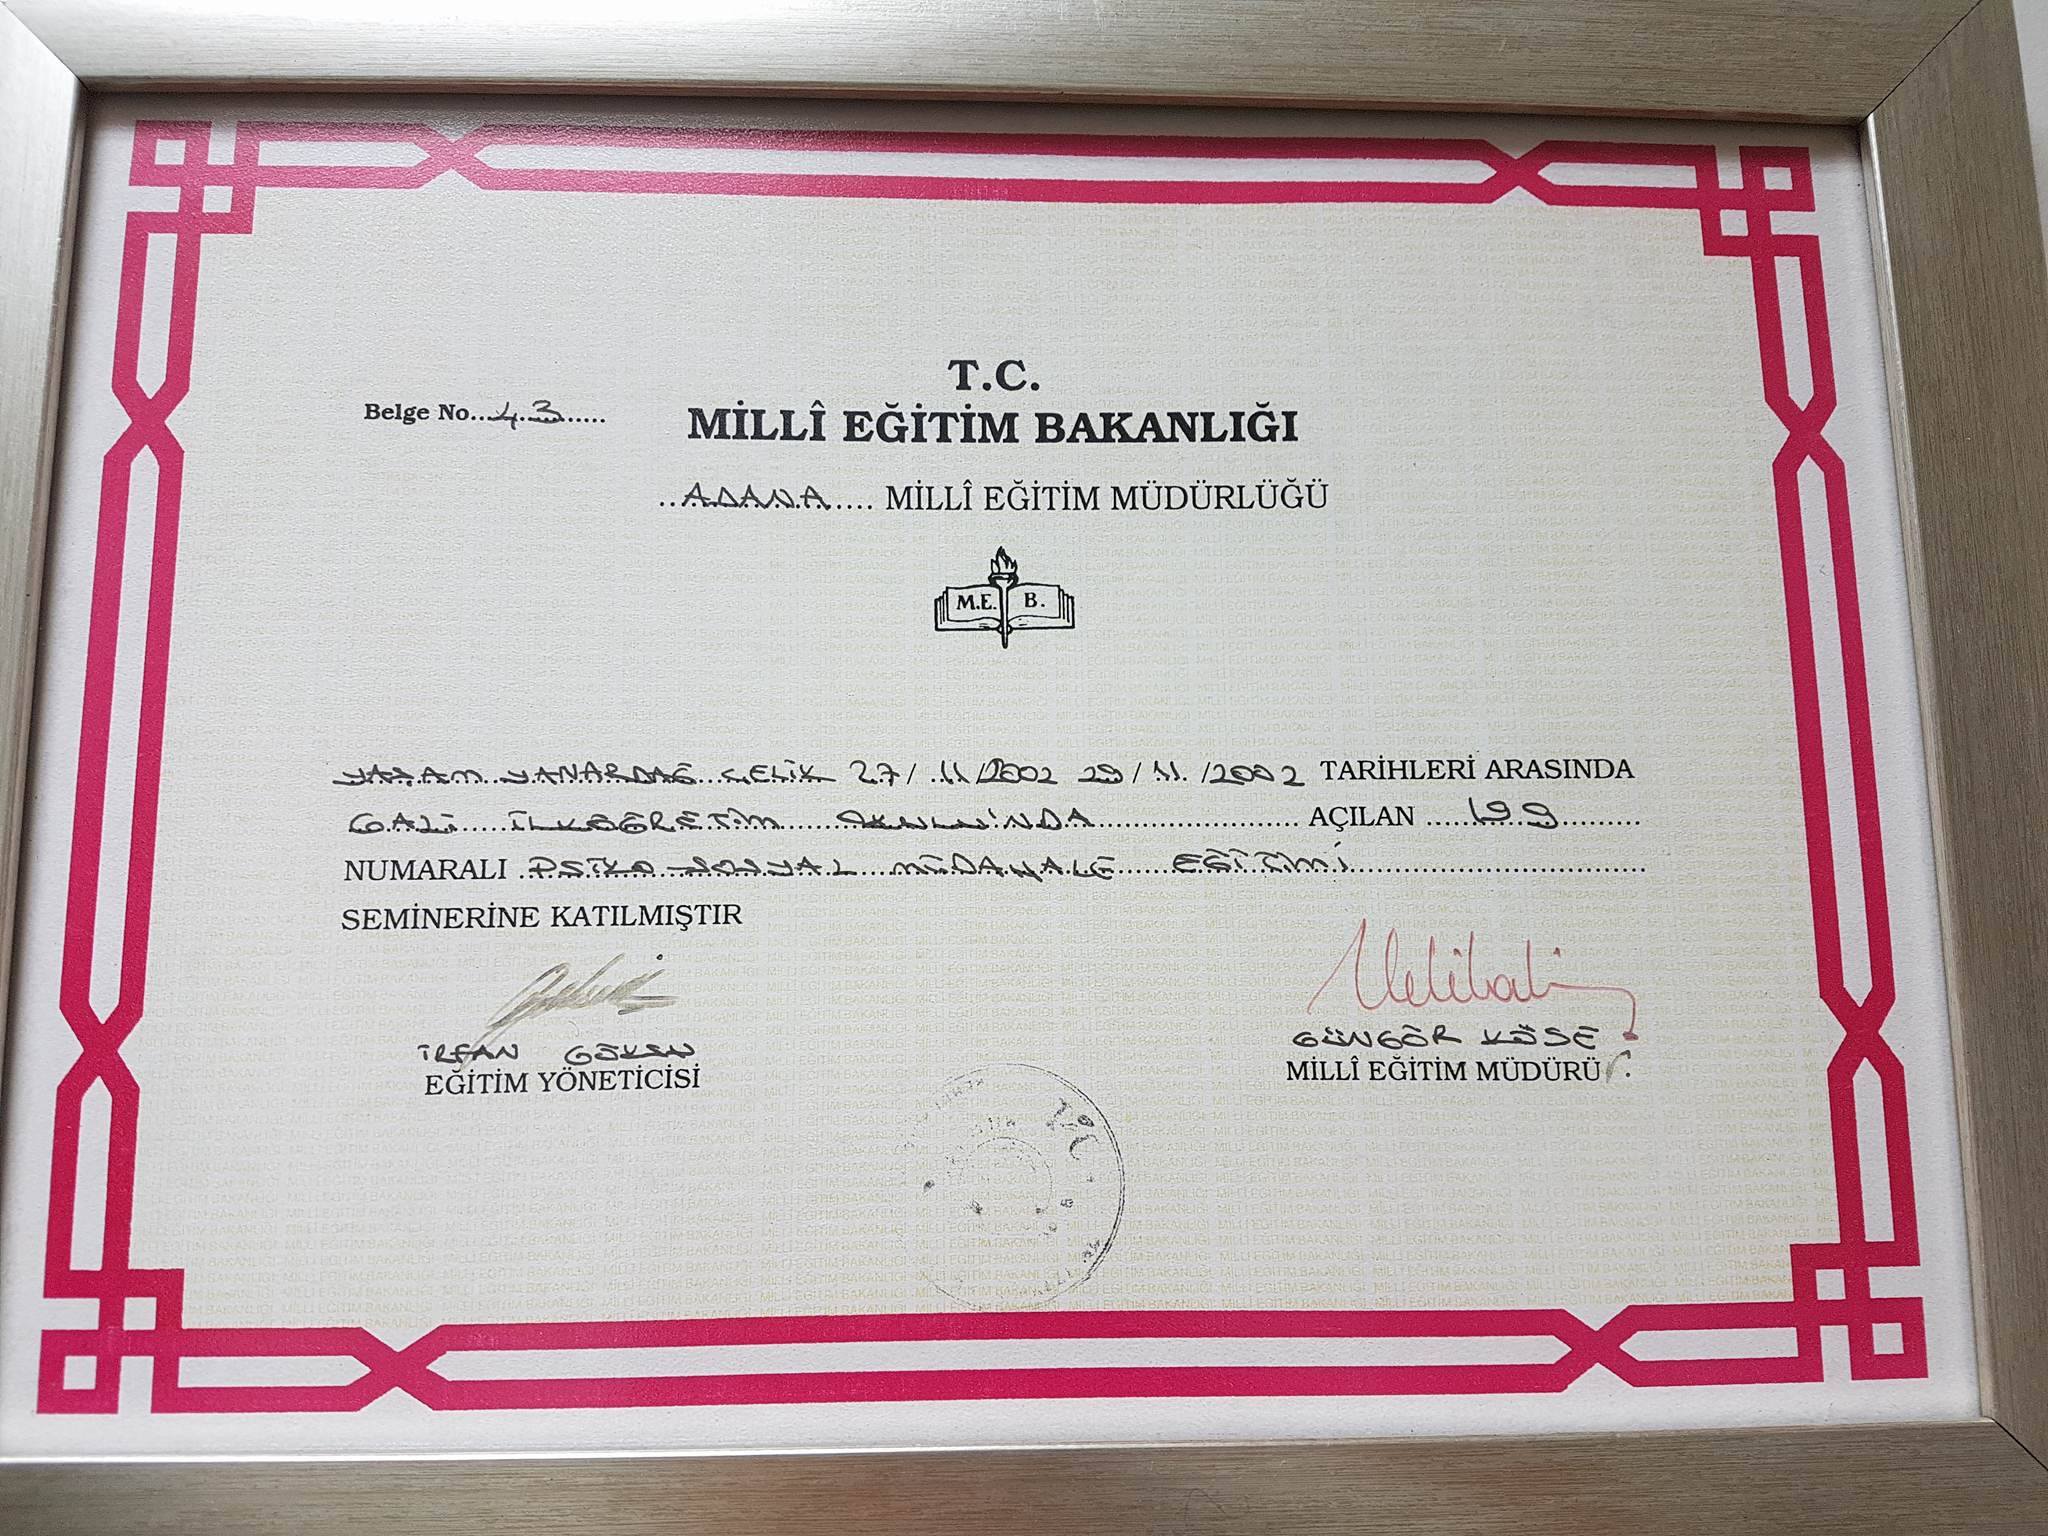 T.C.
Belge No..43.....
MİLLÎ EĞİTİM BAKANLIĞI
..ADANA.... MİLLÎ EĞİTİM MÜDÜRLÜĞÜ
M.E. B.
YAŞAM YANARDAĞ ÇELİK 27/11/2002 29/11/2002 TARİHLERİ ARASINDA
GAZİ İLKÖĞRETİM OKULU'NDA AÇILAN 199
NUMARALI PSİKO-SOSYAL MÜDAHALE EĞİTİMİ
SEMİNERİNE KATILMIŞTIR
İRFAN GÖKSU
EĞİTİM YÖNETİCİSİ
GÜNGÖR KÖSE
MİLLÎ EĞİTİM MÜDÜRÜ